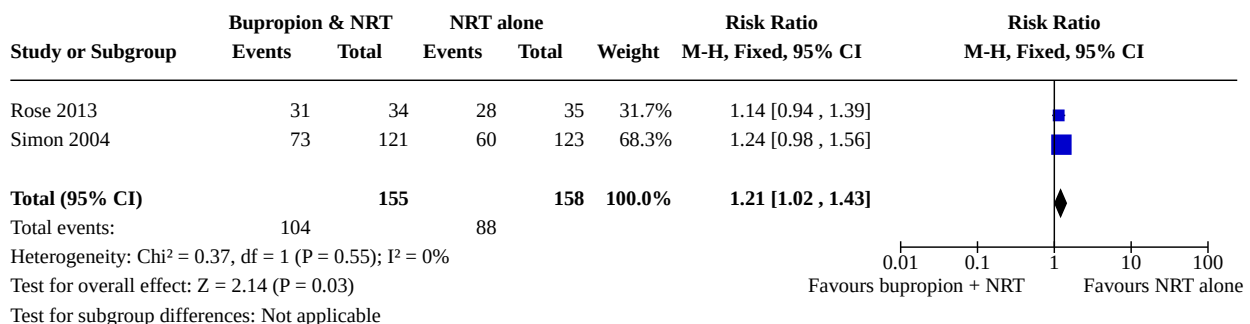 Bupropion & NRT NRT alone Risk Ratio Risk Ratio
Study or Subgroup Events Total Events Total Weight M-H, Fixed, 95% CI M-H, Fixed, 95% CI
Rose 2013 31 34 28 35 31.7% 1.14 [0.94 , 1.39]
Simon 2004 73 121 60 123 68.3% 1.24 [0.98 , 1.56]
Total (95% CI) 155 158 100.0% 1.21 [1.02 , 1.43]
Total events: 104 88
Heterogeneity: Chi² = 0.37, df = 1 (P = 0.55); I² = 0%
0.01 0.1 1 10 100
Test for overall effect: Z = 2.14 (P = 0.03) Favours bupropion + NRT Favours NRT alone
Test for subgroup differences: Not applicable